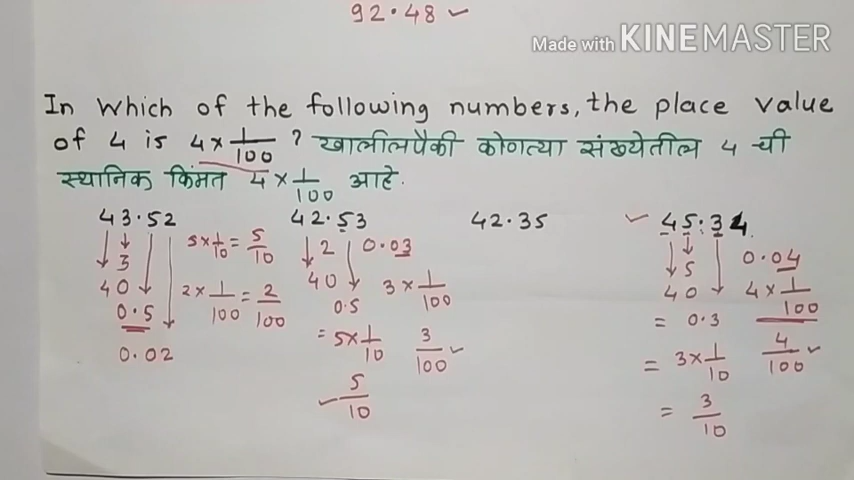 92.48 ✓
Made with KINEMASTER
In which of the following numbers, the place value
of 4 is 4 × 1/100 ? खालीलपैकी कोणत्या संख्येतील 4 ची
स्थानिक किंमत 4 × 1/100 आहे.
43.52 42.53 42.35 ✓ 45:34.
3
40
0.5
0.02
5 × 1/10 = 5/10
2 × 1/100 = 2/100
2
40
0.5
= 5 × 1/10
✓ 5/10
0.03
3 × 1/100
3/100 ✓
5
40
= 0.3
= 3 × 1/10
= 3/10
0.04
4 × 1/100
4/100 ✓